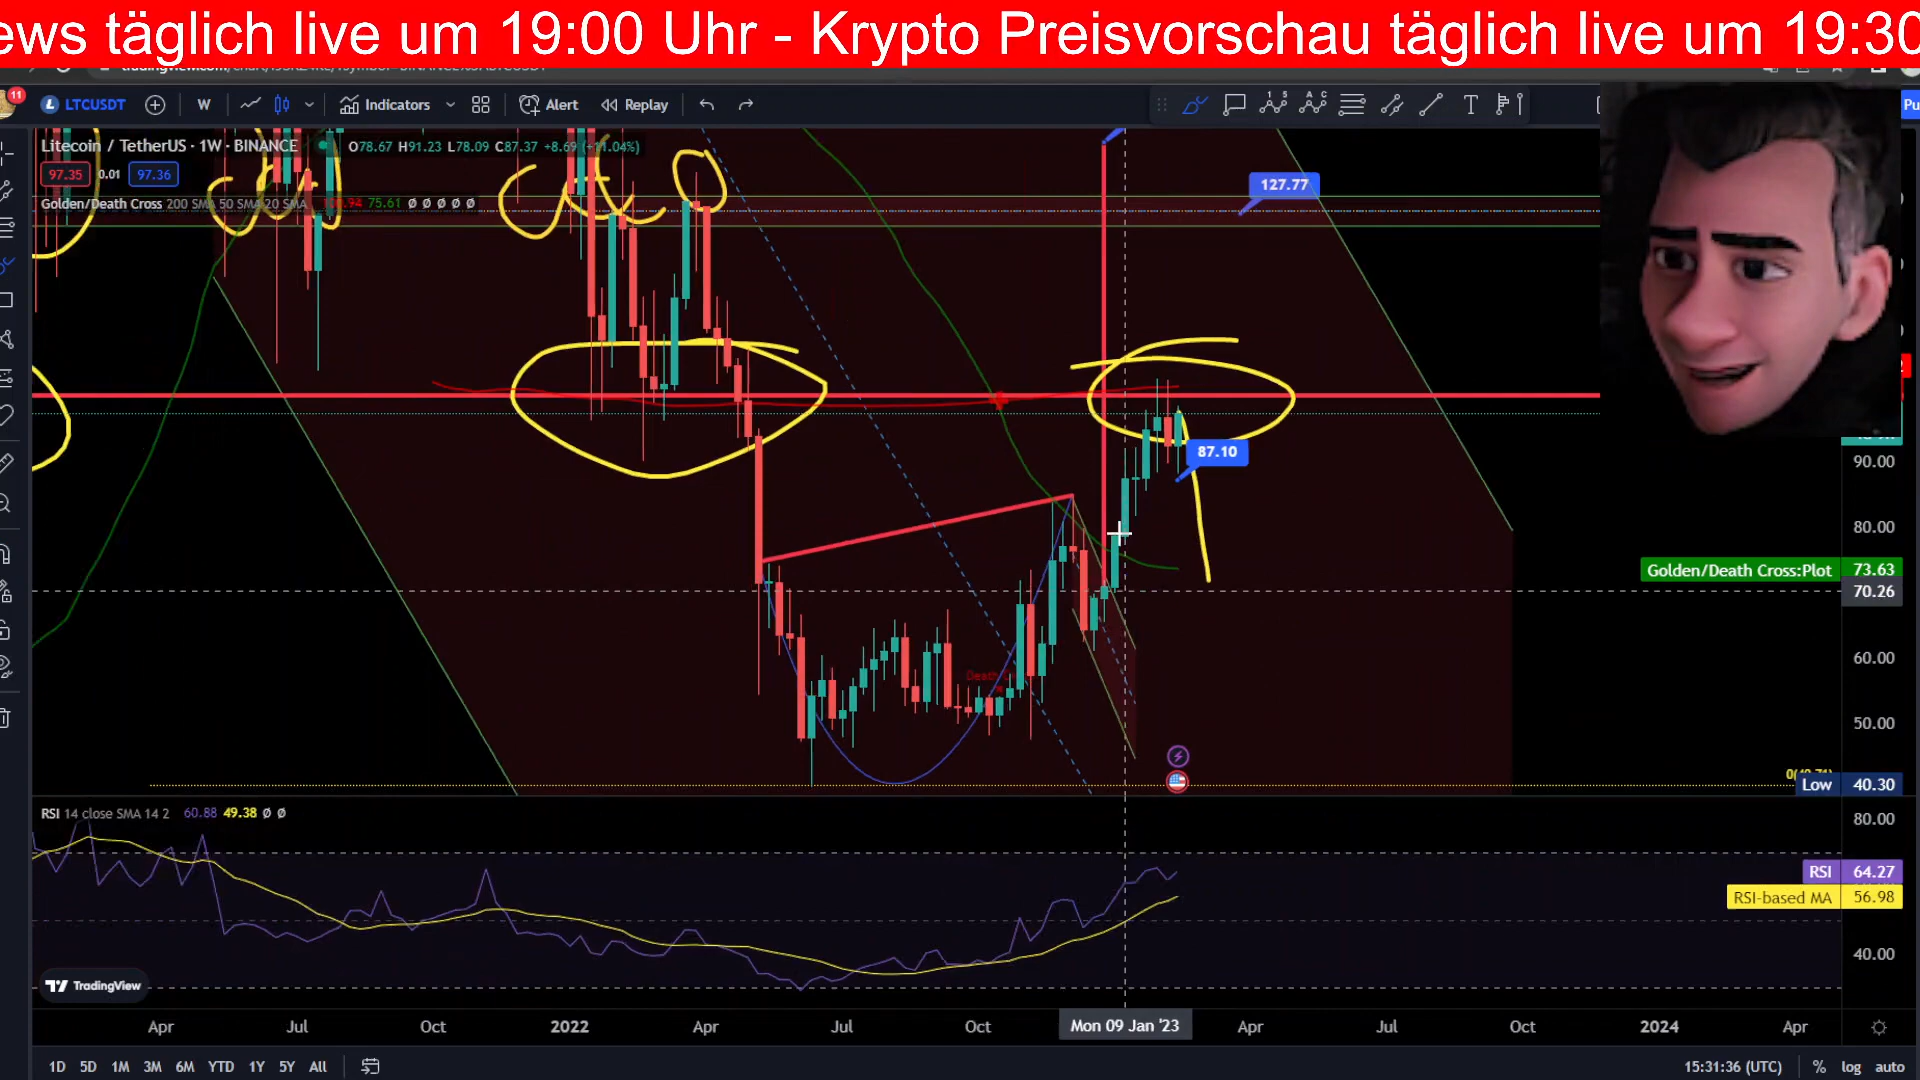 ews täglich live um 19:00 Uhr - Krypto Preisvorschau täglich live um 19:30
11
LTCUSDT W Indicators Alert Replay
Pu
Litecoin / TetherUS · 1W · BINANCE O78.67 H91.23 L78.09 C87.37 +8.69 (+11.04%)
97.35 0.01 97.36
Golden/Death Cross 200 SMA 50 SMA 20 SMA 75.61 Ø Ø Ø Ø Ø
127.77
87.10
90.00
80.00
Golden/Death Cross:Plot 73.63
70.26
60.00
50.00
Low 40.30
RSI 14 close SMA 14 2 60.88 49.38 Ø Ø
80.00
RSI 64.27
RSI-based MA 56.98
40.00
TradingView
Apr Jul Oct 2022 Apr Jul Oct Mon 09 Jan '23 Apr Jul Oct 2024 Apr
1D 5D 1M 3M 6M YTD 1Y 5Y All 15:31:36 (UTC) % log auto